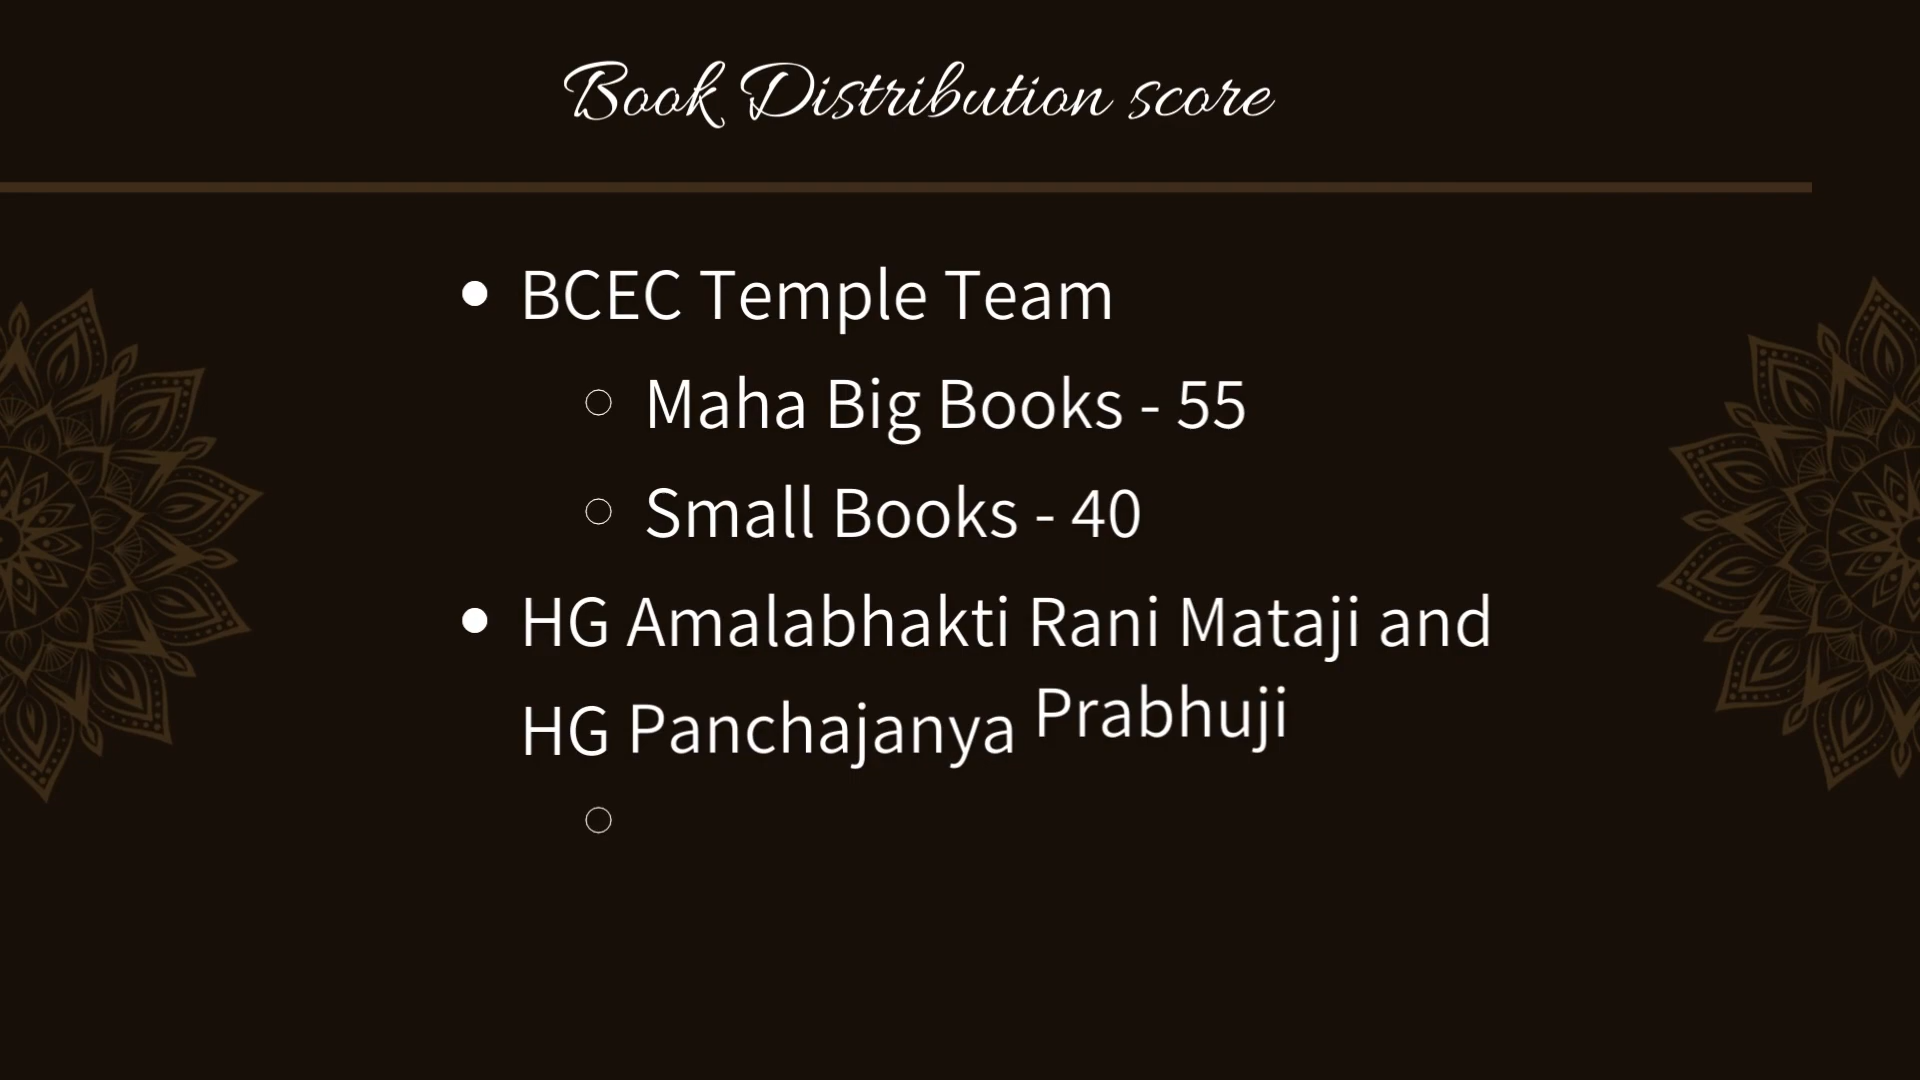 Book Distribution score
• BCEC Temple Team
○ Maha Big Books - 55
○ Small Books - 40
• HG Amalabhakti Rani Mataji and
HG Panchajanya Prabhuji
○